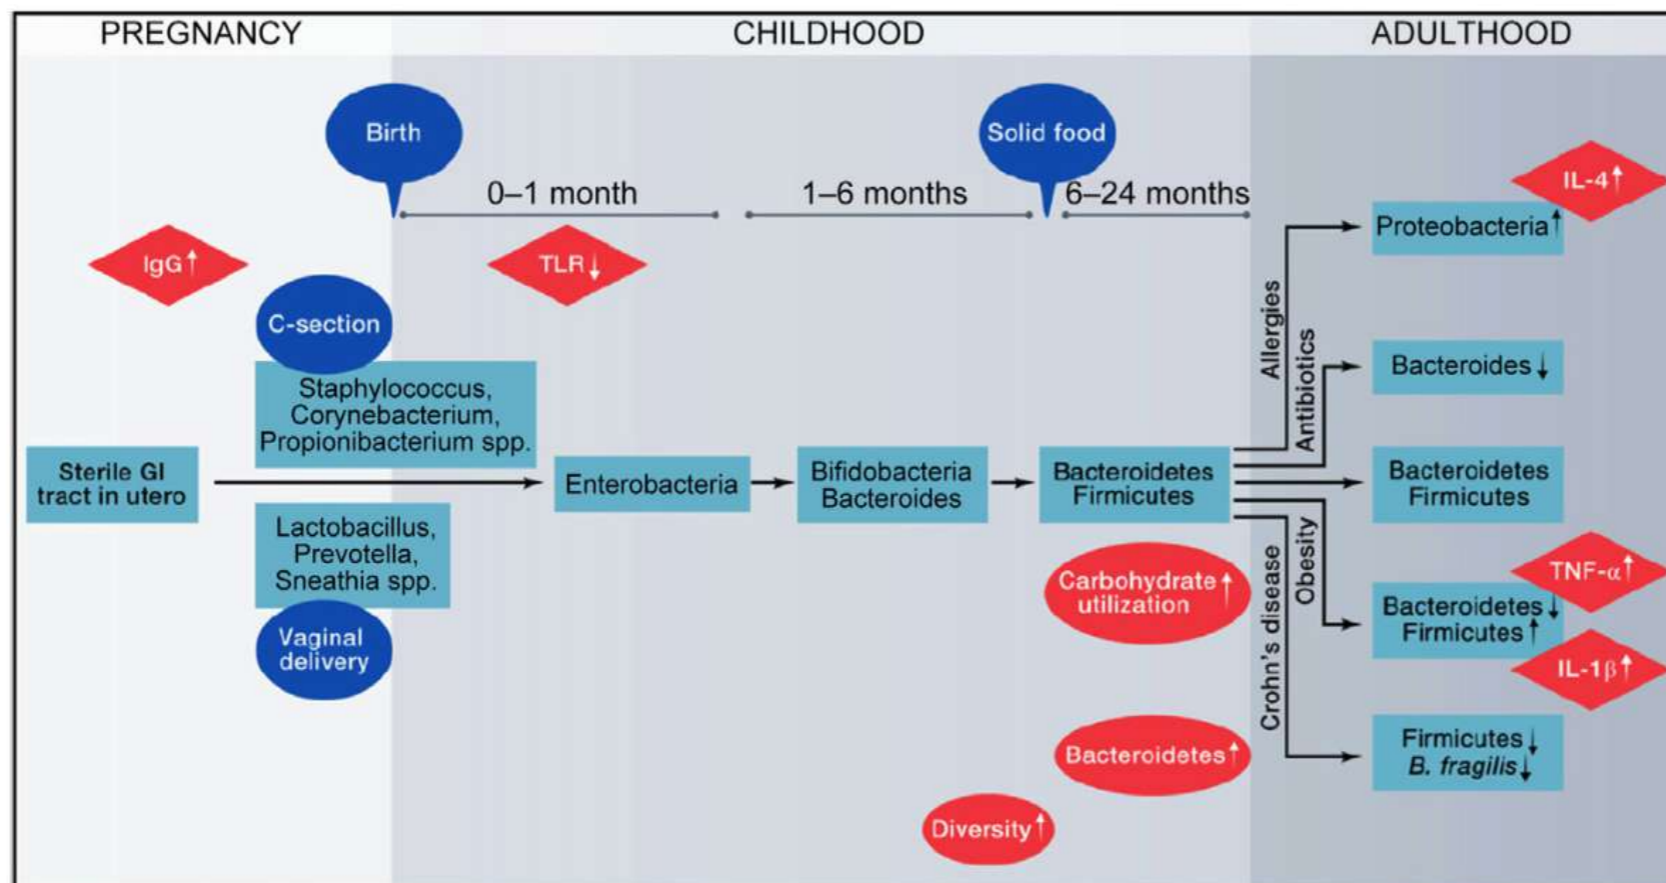 PREGNANCY
CHILDHOOD
ADULTHOOD
Birth
Solid food
0–1 month
1–6 months
6–24 months
IL-4↑
Proteobacteria↑
IgG↑
TLR↓
C-section
Staphylococcus,
Corynebacterium,
Propionibacterium spp.
Allergies
Antibiotics
Bacteroides↓
Sterile GI
tract in utero
Enterobacteria
Bifidobacteria
Bacteroides
Bacteroidetes
Firmicutes
Bacteroidetes
Firmicutes
Lactobacillus,
Prevotella,
Sneathia spp.
Vaginal
delivery
Carbohydrate↑
utilization
Crohn's disease
Obesity
TNF-α↑
Bacteroidetes↓
Firmicutes↑
IL-1β↑
Bacteroidetes↑
Firmicutes↓
B. fragilis↓
Diversity↑